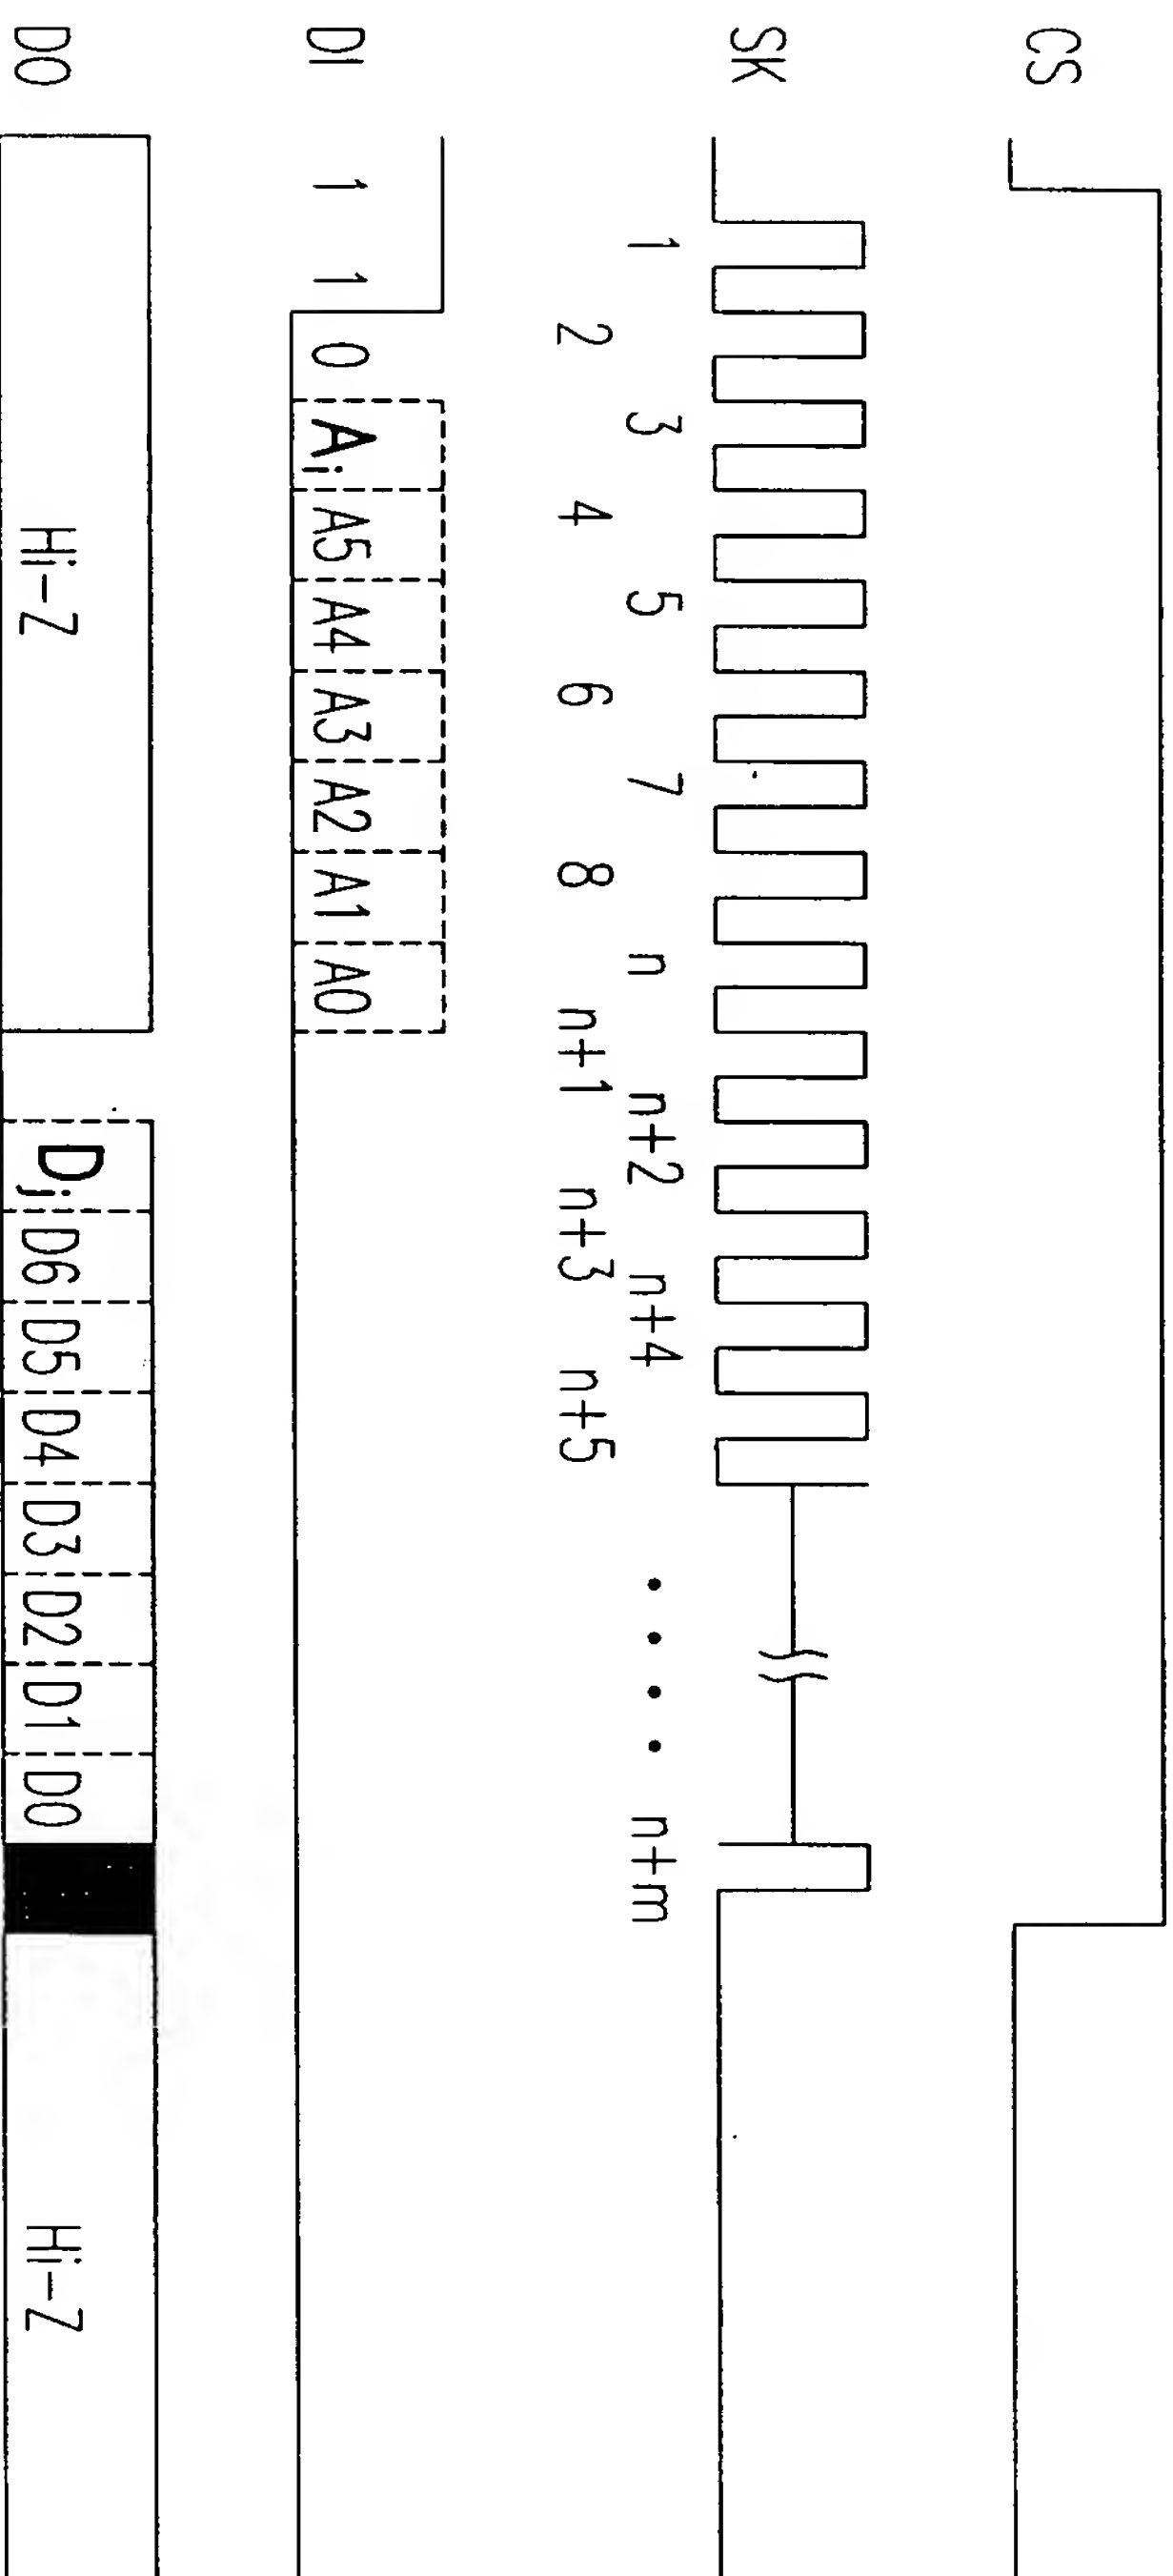 CS
SK
1 2 3 4 5 6 7 8 n n+1 n+2 n+3 n+4 n+5 • • • • n+m
DI 1 1 0 Ai A5 A4 A3 A2 A1 A0
DO Hi-Z Dj D6 D5 D4 D3 D2 D1 D0 Hi-Z